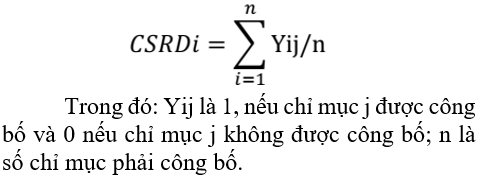 CSRDi = \sum_{i=1}^{n} Yij/n
Trong đó: Yij là 1, nếu chỉ mục j được công
bố và 0 nếu chỉ mục j không được công bố; n là
số chỉ mục phải công bố.